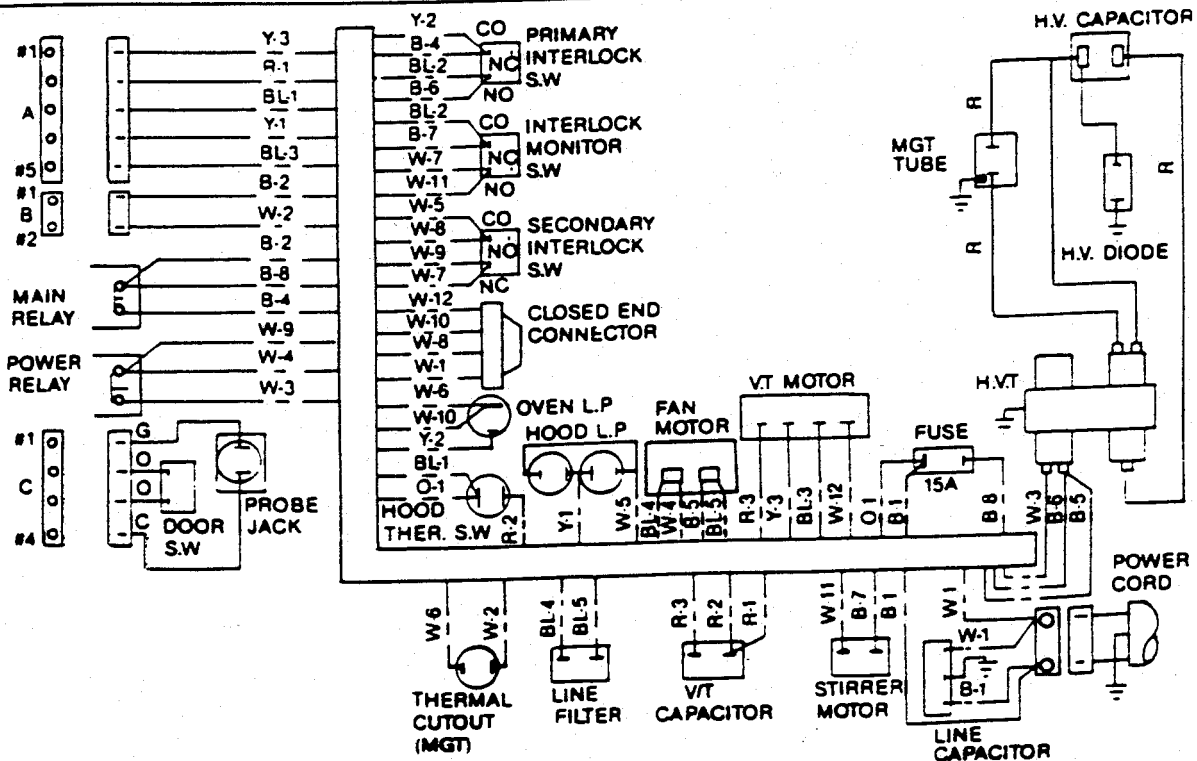 #1
A
#5
#1
B
#2
MAIN
RELAY
POWER
RELAY
#1
C
#4
G
O
O
C
DOOR
S.W
PROBE
JACK
Y-3
R-1
BL-1
Y-1
BL-3
B-2
W-2
B-2
B-8
B-4
W-9
W-4
W-3
Y-2
B-4
BL-2
B-6
BL-2
B-7
W-7
W-11
W-5
W-8
W-9
W-7
W-12
W-10
W-8
W-1
W-6
W-10
Y-2
BL-1
O-1
CO
NC
NO
PRIMARY
INTERLOCK
S.W
CO
NC
NO
INTERLOCK
MONITOR
S.W
CO
NO
NC
SECONDARY
INTERLOCK
S.W
CLOSED END
CONNECTOR
OVEN L.P
HOOD L.P
HOOD
THER. S.W
FAN
MOTOR
V.T MOTOR
FUSE
15A
R-2
Y-1
W-5
BL-4
W-4
B-5
BL-5
R-3
Y-3
BL-3
W-12
O-1
B-1
B-8
W-3
B-6
B-5
H.V. CAPACITOR
R
MGT
TUBE
R
R
H.V. DIODE
H.V.T
POWER
CORD
W-6
W-2
THERMAL
CUTOUT
(MGT)
BL-4
BL-5
LINE
FILTER
R-3
R-2
R-1
V/T
CAPACITOR
W-11
B-7
STIRRER
MOTOR
B-1
W1
W-1
B-1
LINE
CAPACITOR